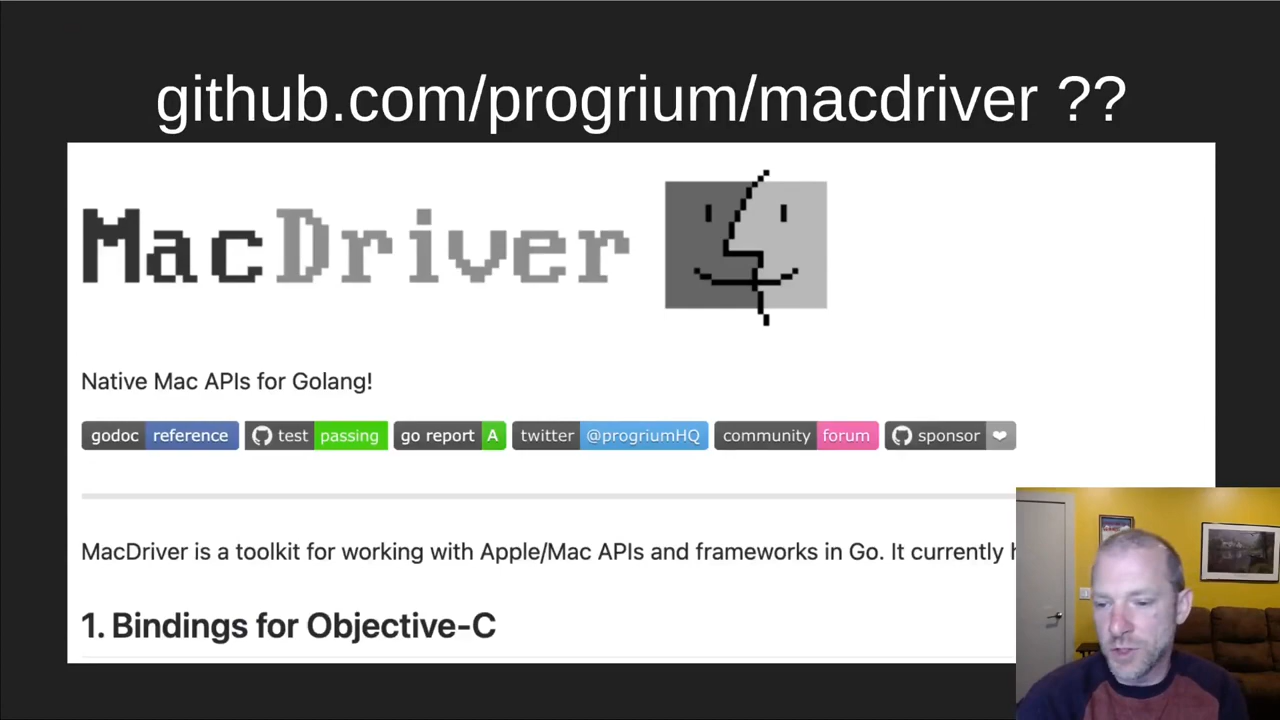 github.com/progrium/macdriver ??
MacDriver
Native Mac APIs for Golang!
godoc reference test passing go report A twitter @progriumHQ community forum sponsor ❤
MacDriver is a toolkit for working with Apple/Mac APIs and frameworks in Go. It currently
1. Bindings for Objective-C